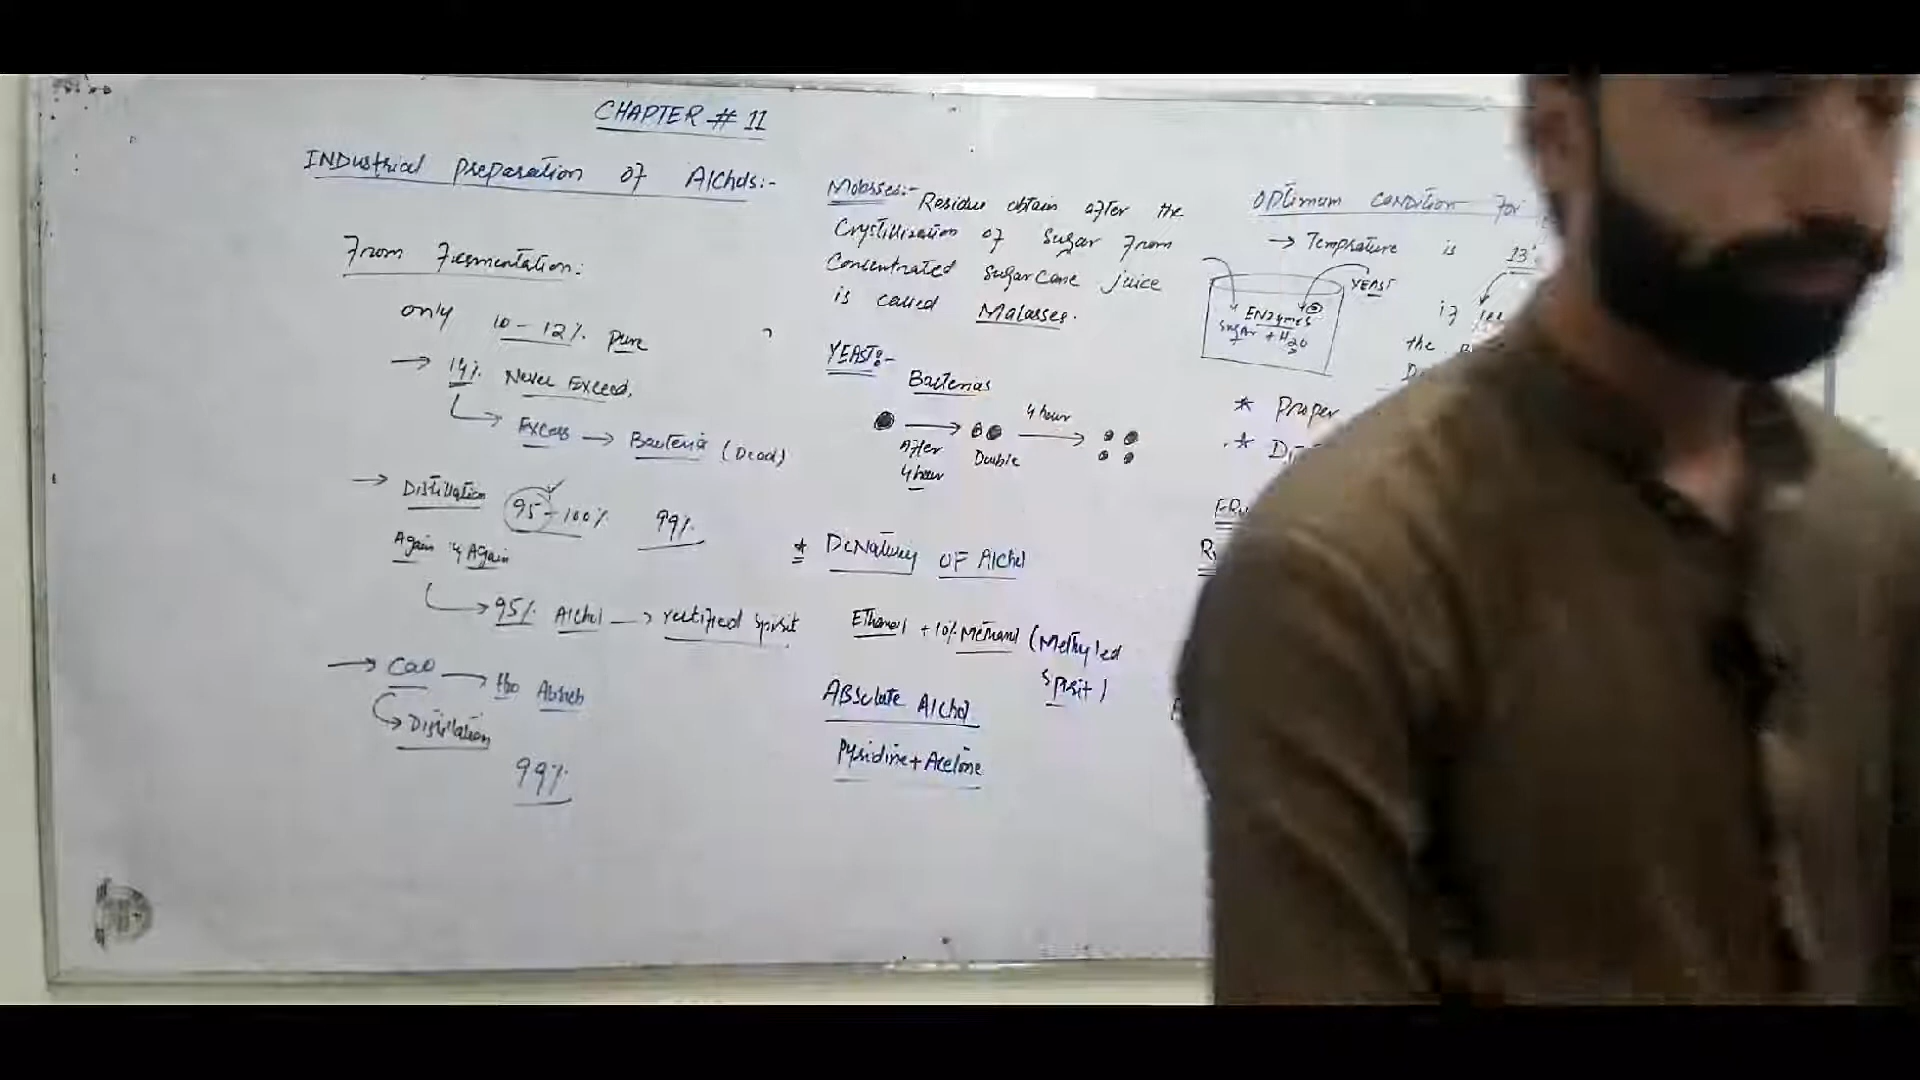 CHAPTER # 11
INDustrial preparation of Alchols:-
From Fermentation:
only 10 - 12% pure
→ 14% Never Exceed.
Excess → Bacteria (Dead)
→ Distillation 95 - 100% 99%
Again & Again
→ 95% Alchol → rectified spirit
→ CaO → H₂O Absorb
→ Distillation
99%
Molasses:- Residue obtain after the
Crystillization of Sugar From
Concentrated Sugarcane juice
is called Malasses.
YEAST:-
Bacterias
After
4 hour
Double
4 hour
* DeNaturing OF Alchol
Ethanol + 10% Methanol (Methyled
spirit)
ABSolute Alchol
Pyridine + Acetone
OPtimum CONDITION For
→ Temprature is
YEAST
ENzymes
Sugar + H₂O
if
the
* Proper
*